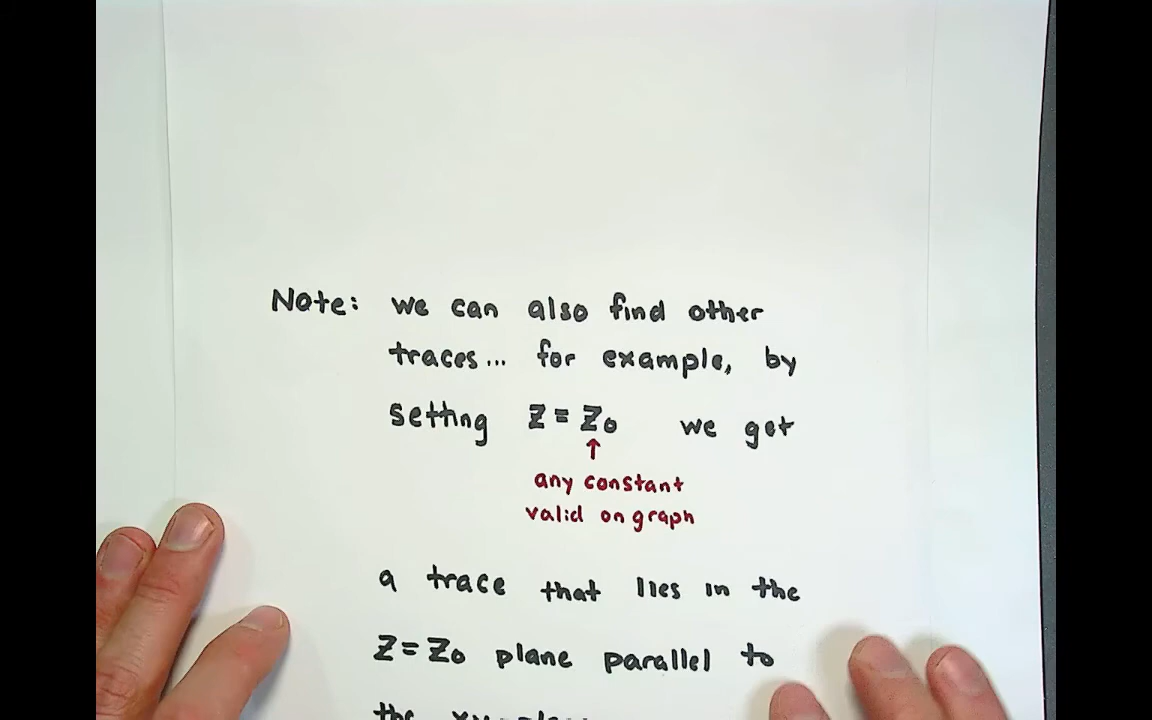 Note: we can also find other
traces... for example, by
setting z = z₀ we get
↑
any constant
valid on graph
a trace that lies in the
z = z₀ plane parallel to
the